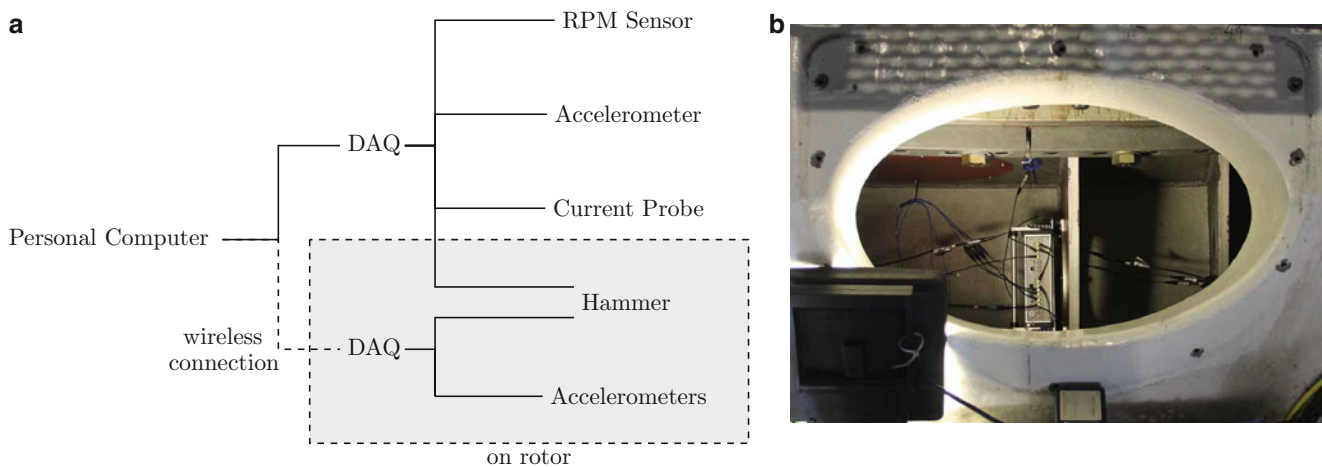 a
RPM Sensor
Accelerometer
DAQ
Current Probe
Personal Computer
Hammer
wireless
connection
DAQ
Accelerometers
on rotor
b